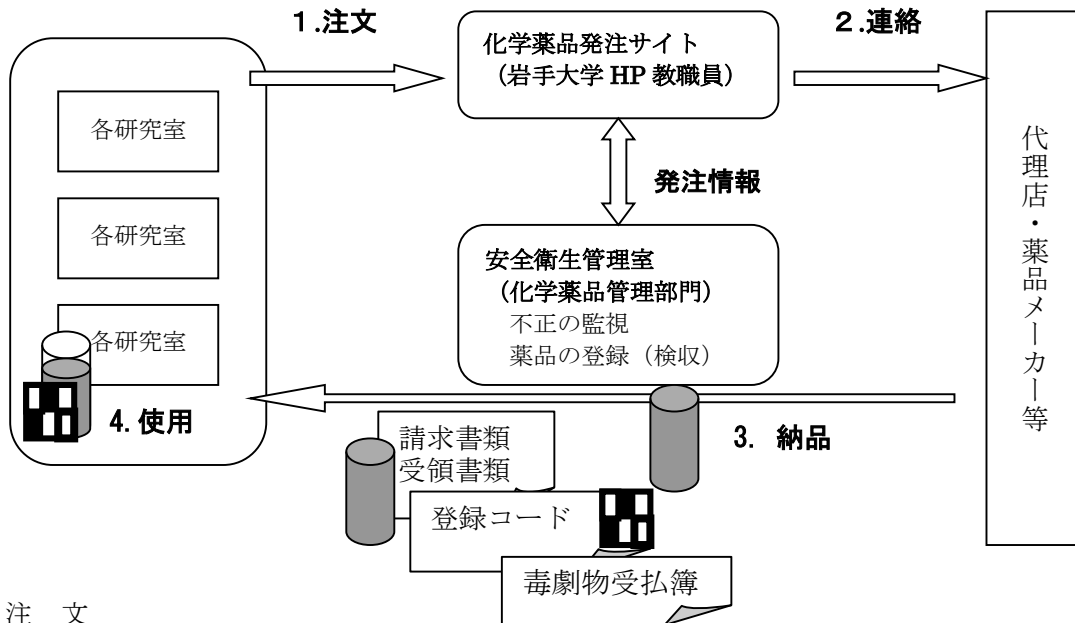 1.注文
化学薬品発注サイト
（岩手大学 HP 教職員）
2.連絡
各研究室
各研究室
各研究室
発注情報
安全衛生管理室
（化学薬品管理部門）
不正の監視
薬品の登録（検収）
代理店・薬品メーカー等
4.使用
3. 納品
請求書類
受領書類
登録コード
毒劇物受払簿
注 文